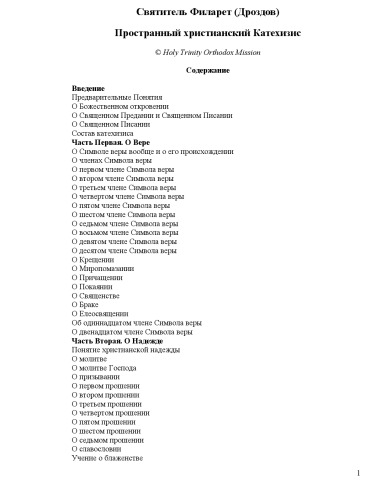 Святитель Филарет (Дроздов)
Пространный христианский Катехизис
© Holy Trinity Orthodox Mission
Содержание
Введение
Предварительные Понятия
О Божественном откровении
О Священном Предании и Священном Писании
О Священном Писании
Состав катехизиса
Часть Первая. О Вере
О Символе веры вообще и о его происхождении
О членах Символа веры
О первом члене Символа веры
О втором члене Символа веры
О третьем члене Символа веры
О четвертом члене Символа веры
О пятом члене Символа веры
О шестом члене Символа веры
О седьмом члене Символа веры
О восьмом члене Символа веры
О девятом члене Символа веры
О десятом члене Символа веры
О Крещении
О Миропомазании
О Причащении
О Покаянии
О Священстве
О Браке
О Елеосвящении
Об одиннадцатом члене Символа веры
О двенадцатом члене Символа веры
Часть Вторая. О Надежде
Понятие христианской надежды
О молитве
О молитве Господа
О призывании
О первом прошении
О втором прошении
О третьем прошении
О четвертом прошении
О пятом прошении
О шестом прошении
О седьмом прошении
О славословии
Учение о блаженстве
1